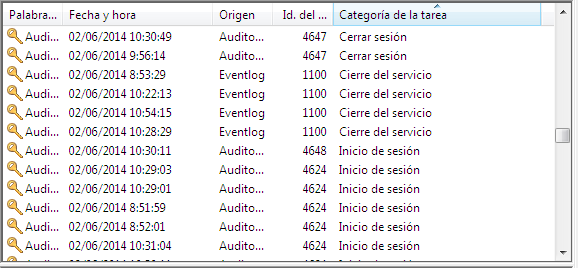 Palabra... Fecha y hora Origen Id. del ... Categoría de la tarea
Audi... 02/06/2014 10:30:49 Audito... 4647 Cerrar sesión
Audi... 02/06/2014 9:56:14 Audito... 4647 Cerrar sesión
Audi... 02/06/2014 8:53:29 Eventlog 1100 Cierre del servicio
Audi... 02/06/2014 10:22:13 Eventlog 1100 Cierre del servicio
Audi... 02/06/2014 10:54:15 Eventlog 1100 Cierre del servicio
Audi... 02/06/2014 10:28:29 Eventlog 1100 Cierre del servicio
Audi... 02/06/2014 10:30:11 Audito... 4648 Inicio de sesión
Audi... 02/06/2014 10:29:03 Audito... 4624 Inicio de sesión
Audi... 02/06/2014 10:29:01 Audito... 4624 Inicio de sesión
Audi... 02/06/2014 8:51:59 Audito... 4624 Inicio de sesión
Audi... 02/06/2014 8:52:01 Audito... 4624 Inicio de sesión
Audi... 02/06/2014 10:31:04 Audito... 4624 Inicio de sesión